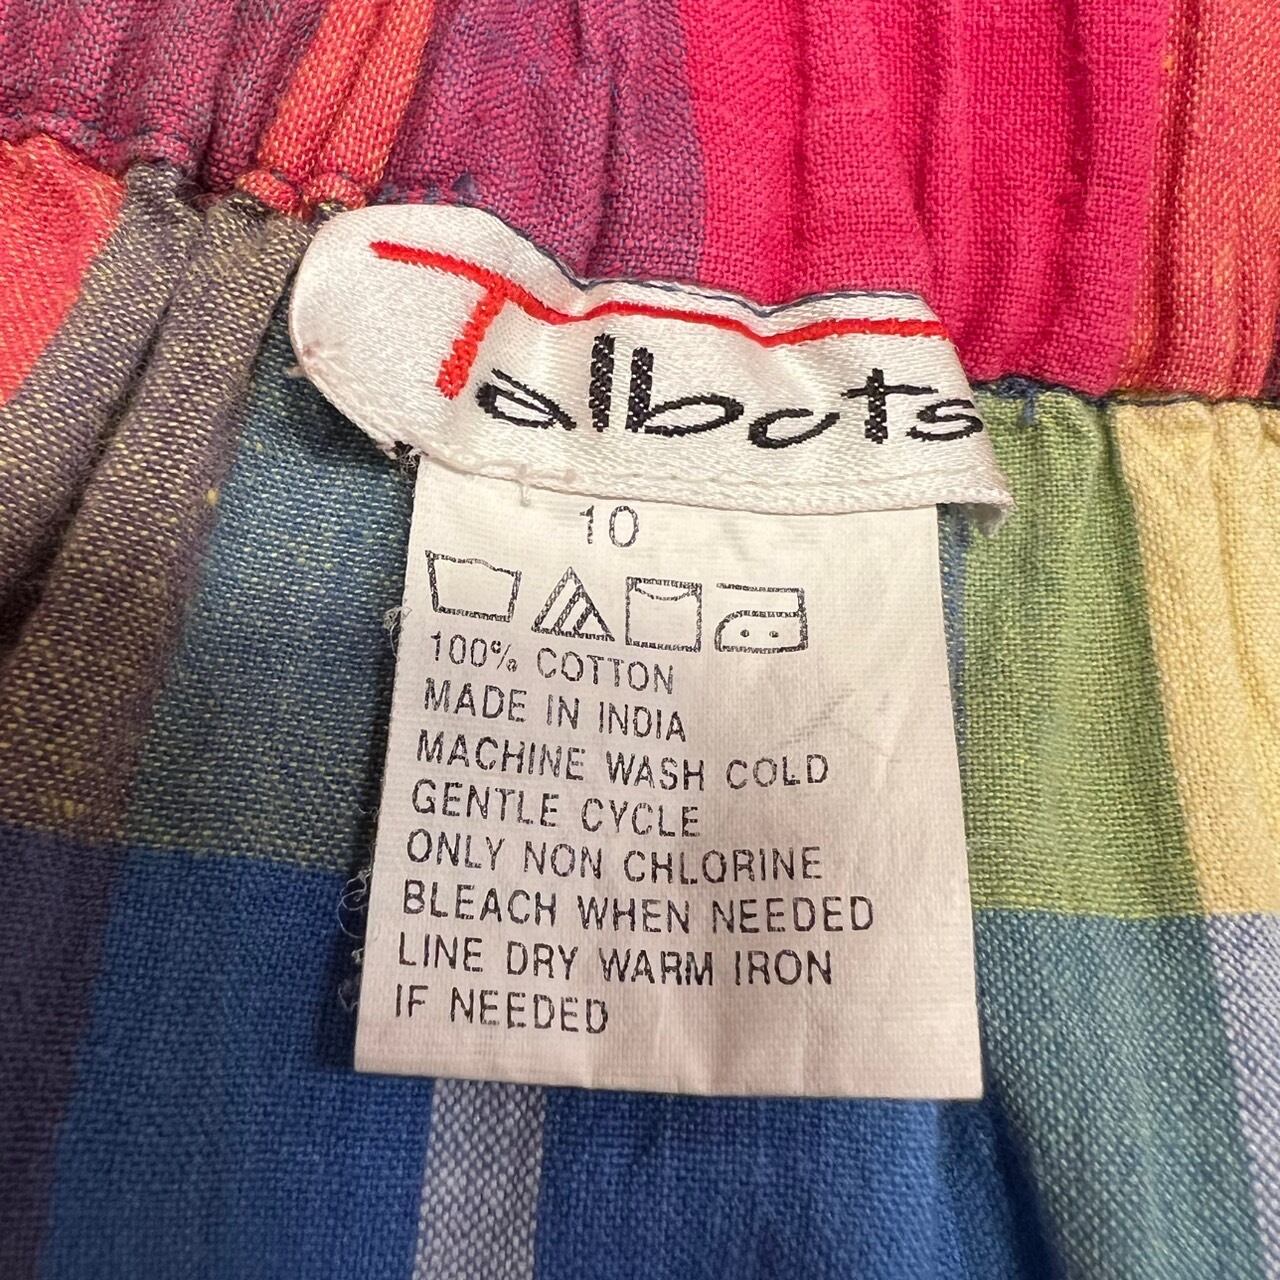 Talbots
10
100% COTTON
MADE IN INDIA
MACHINE WASH COLD
GENTLE CYCLE
ONLY NON CHLORINE
BLEACH WHEN NEEDED
LINE DRY WARM IRON
IF NEEDED